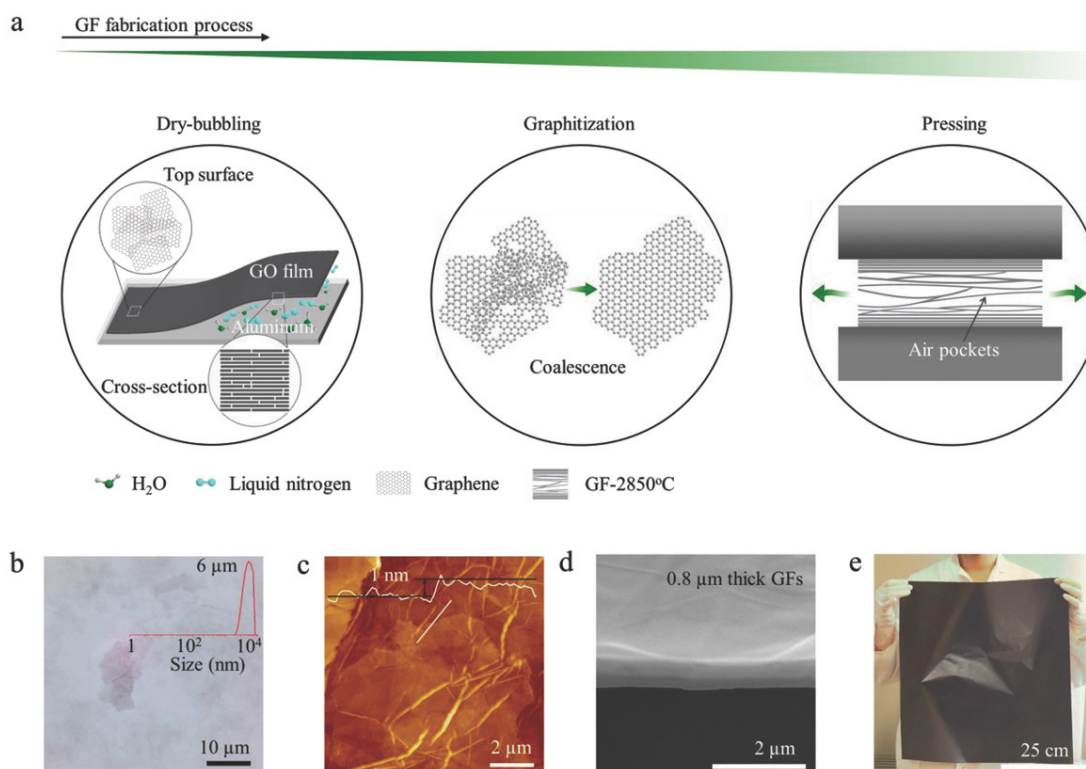 a
GF fabrication process
Dry-bubbling
Graphitization
Pressing
Top surface
GO film
Aluminum
Cross-section
Coalescence
Air pockets
H₂O
Liquid nitrogen
Graphene
GF-2850ºC
b
6 µm
1 10² 10⁴
Size (nm)
10 µm
c
1 nm
2 µm
d
0.8 µm thick GFs
2 µm
e
25 cm